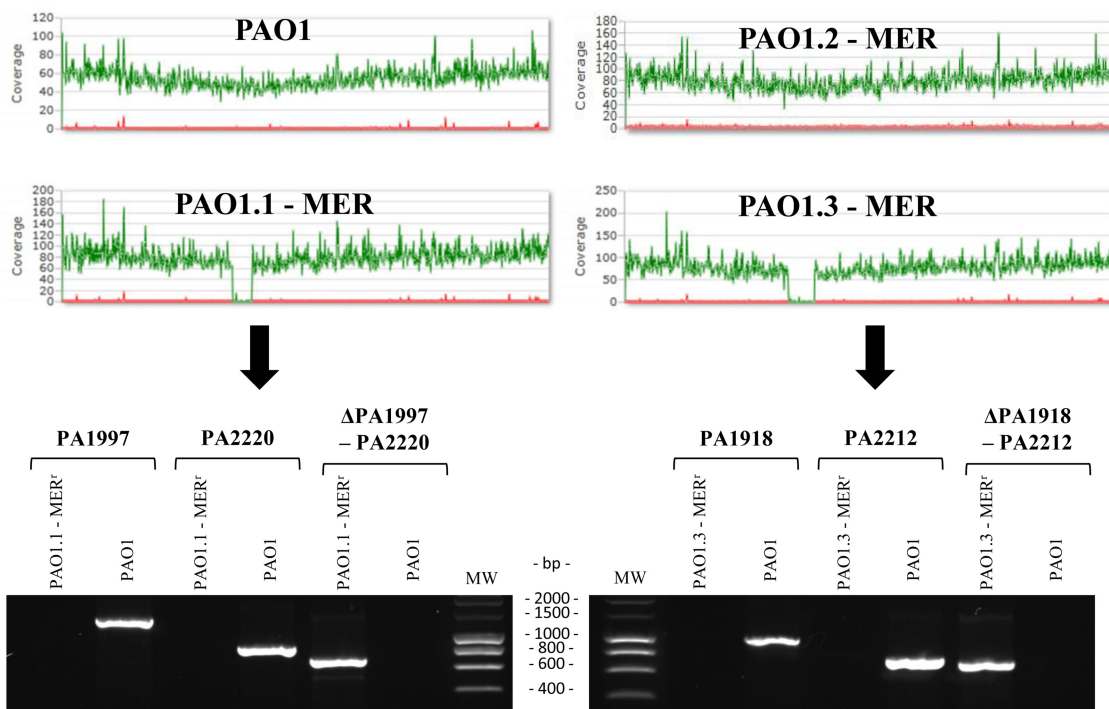 PAO1
Coverage
120
100
80
60
40
20
0
PAO1.2 - MER
Coverage
180
160
140
120
100
80
60
40
20
0
PAO1.1 - MER
Coverage
200
180
160
140
120
100
80
60
40
20
0
PAO1.3 - MER
Coverage
250
200
150
100
50
0
PA1997
PA2220
ΔPA1997
– PA2220
PA1918
PA2212
ΔPA1918
– PA2212
PAO1.1 - MERʳ
PAO1
PAO1.1 - MERʳ
PAO1
PAO1.1 - MERʳ
PAO1
MW
- bp -
MW
PAO1.3 - MERʳ
PAO1
PAO1.3 - MERʳ
PAO1
PAO1.3 - MERʳ
PAO1
- 2000 -
- 1500 -
- 1000 -
- 800 -
- 600 -
- 400 -